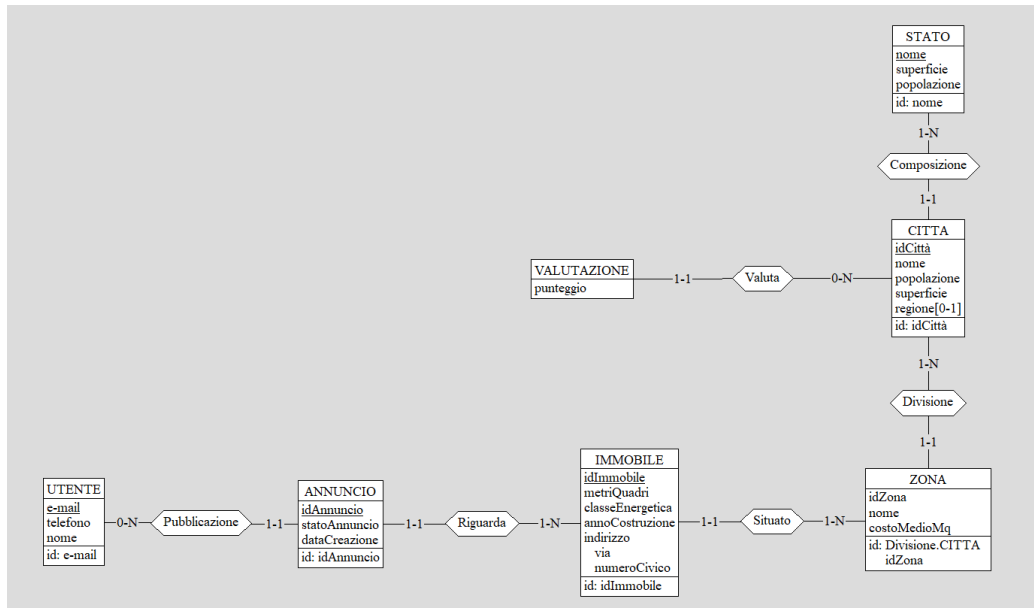 STATO
nome
superficie
popolazione
id: nome
1-N
Composizione
1-1
CITTA
idCittà
nome
popolazione
superficie
regione[0-1]
id: idCittà
VALUTAZIONE
punteggio
1-1
Valuta
0-N
1-N
Divisione
1-1
ZONA
idZona
nome
costoMedioMq
id: Divisione.CITTA
idZona
UTENTE
e-mail
telefono
nome
id: e-mail
0-N
Pubblicazione
1-1
ANNUNCIO
idAnnuncio
statoAnnuncio
dataCreazione
id: idAnnuncio
1-1
Riguarda
1-N
IMMOBILE
idImmobile
metriQuadri
classeEnergetica
annoCostruzione
indirizzo
via
numeroCivico
id: idImmobile
1-1
Situato
1-N